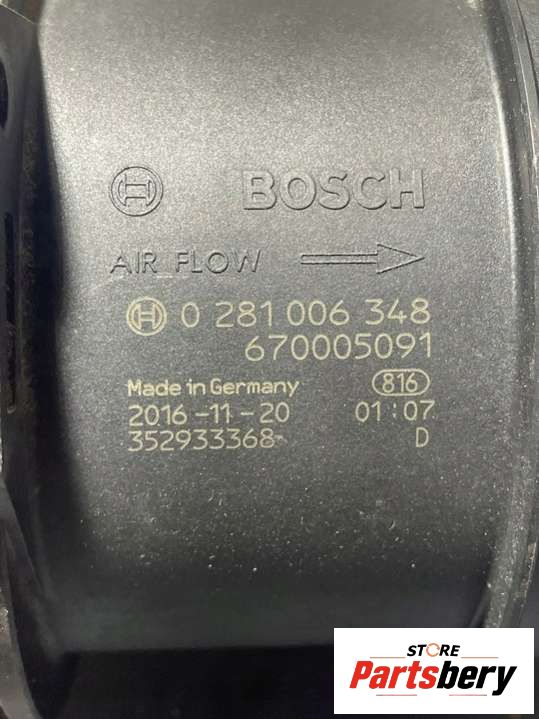 BOSCH
AIR FLOW
0 281 006 348
670005091
Made in Germany 816
2016-11-20 01:07
352933368 D
STORE
Partsbery